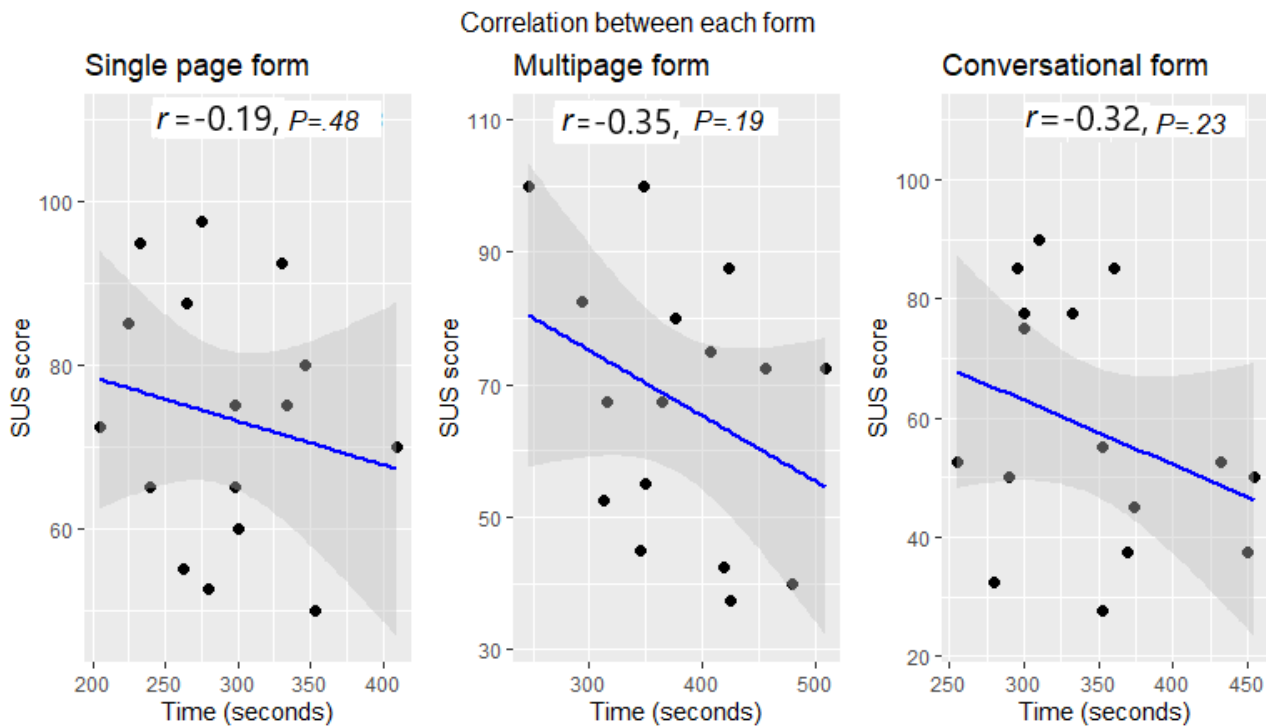 Correlation between each form
Single page form
r=-0.19, P=.48
SUS score
100
80
60
200 250 300 350 400
Time (seconds)
Multipage form
r=-0.35, P=.19
SUS score
110
90
70
50
30
300 400 500
Time (seconds)
Conversational form
r=-0.32, P=.23
SUS score
100
80
60
40
20
250 300 350 400 450
Time (seconds)